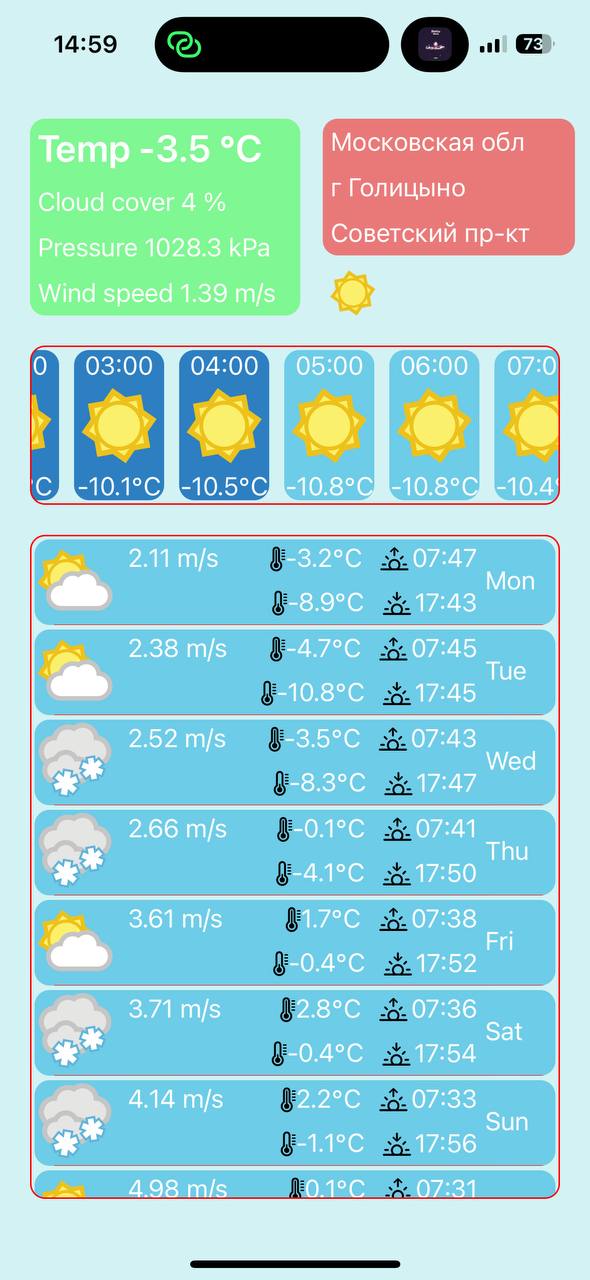 14:59
73
Temp -3.5 °C
Cloud cover 4 %
Pressure 1028.3 kPa
Wind speed 1.39 m/s
Московская обл
г Голицыно
Советский пр-кт
0 03:00 04:00 05:00 06:00 07:0
°C -10.1°C -10.5°C -10.8°C -10.8°C -10.4°
2.11 m/s -3.2°C 07:47
Mon
-8.9°C 17:43
2.38 m/s -4.7°C 07:45
Tue
-10.8°C 17:45
2.52 m/s -3.5°C 07:43
Wed
-8.3°C 17:47
2.66 m/s -0.1°C 07:41
Thu
-4.1°C 17:50
3.61 m/s 1.7°C 07:38
Fri
-0.4°C 17:52
3.71 m/s 2.8°C 07:36
Sat
-0.4°C 17:54
4.14 m/s 2.2°C 07:33
Sun
-1.1°C 17:56
4.98 m/s 0.1°C 07:31